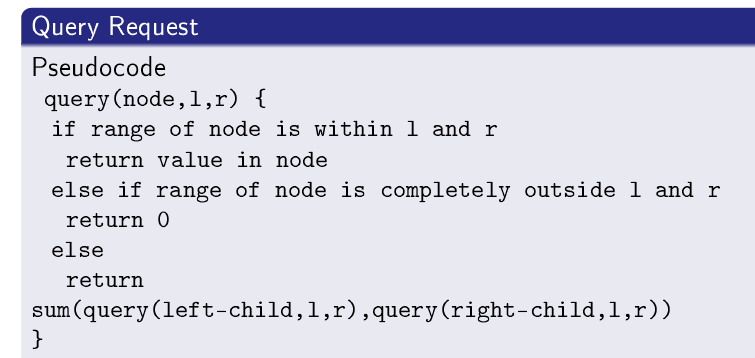 Query Request
Pseudocode
query(node,l,r) {
if range of node is within l and r
return value in node
else if range of node is completely outside l and r
return 0
else
return
sum(query(left-child,l,r),query(right-child,l,r))
}